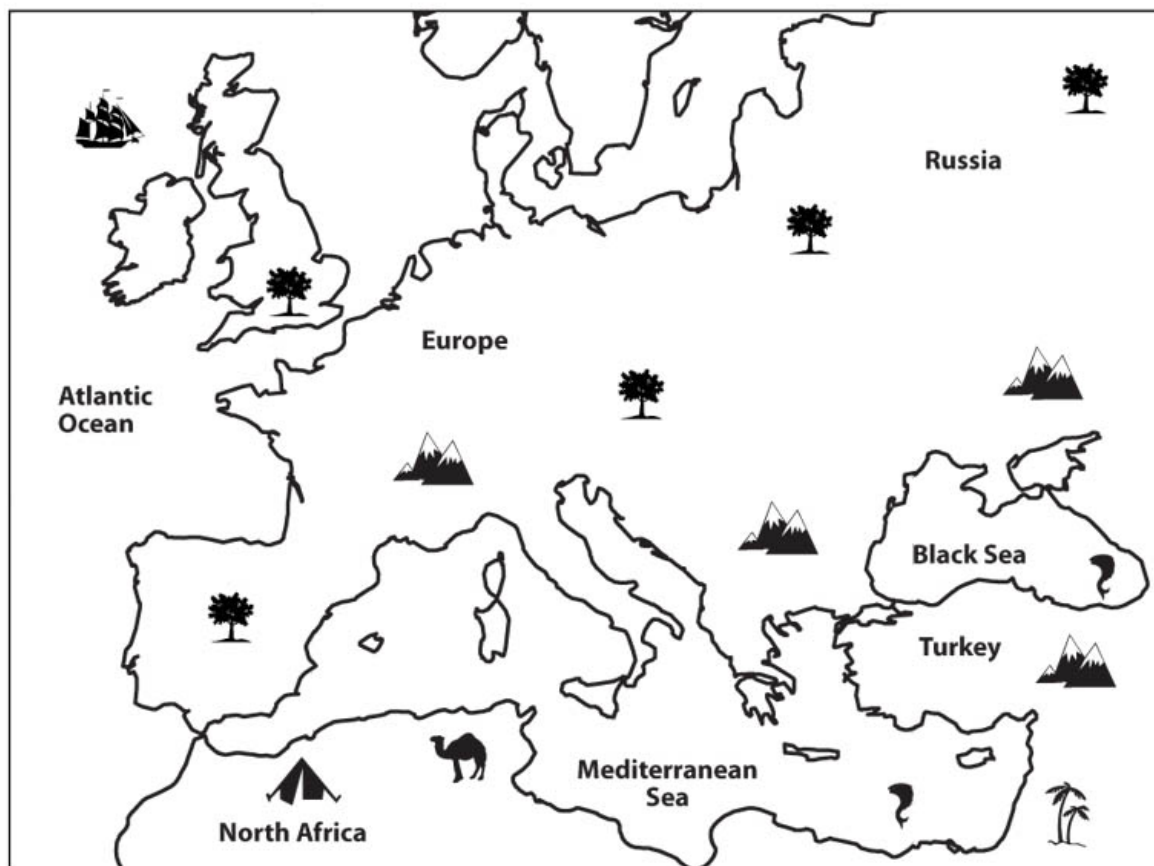 Russia
Europe
Atlantic
Ocean
Black Sea
Turkey
Mediterranean
Sea
North Africa